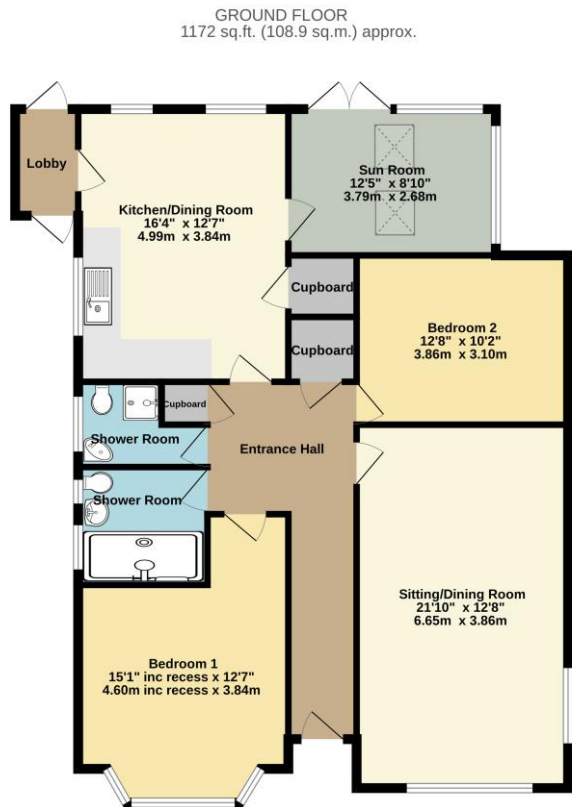 GROUND FLOOR
1172 sq.ft. (108.9 sq.m.) approx.
Lobby
Kitchen/Dining Room
16'4" x 12'7"
4.99m x 3.84m
Sun Room
12'5" x 8'10"
3.79m x 2.68m
Cupboard
Cupboard
Bedroom 2
12'8" x 10'2"
3.86m x 3.10m
Cupboard
Shower Room
Entrance Hall
Shower Room
Sitting/Dining Room
21'10" x 12'8"
6.65m x 3.86m
Bedroom 1
15'1" inc recess x 12'7"
4.60m inc recess x 3.84m